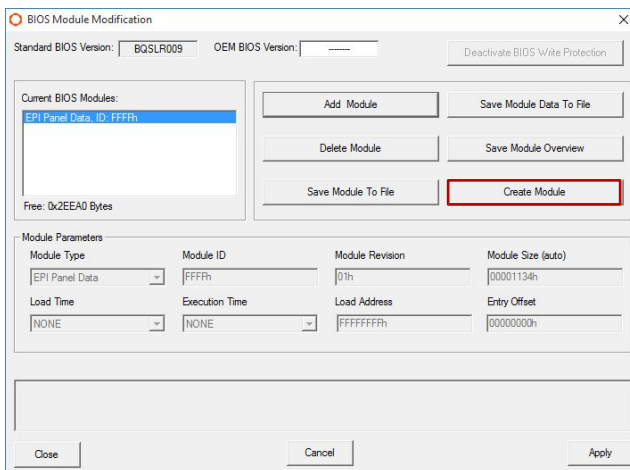 BIOS Module Modification
Standard BIOS Version: BQSLR009 OEM BIOS Version: --------
Deactivate BIOS Write Protection
Current BIOS Modules:
EPI Panel Data, ID: FFFFh
Free: 0x2EEA0 Bytes
Add Module
Save Module Data To File
Delete Module
Save Module Overview
Save Module To File
Create Module
Module Parameters
Module Type Module ID Module Revision Module Size (auto)
EPI Panel Data FFFFh 01h 00001134h
Load Time Execution Time Load Address Entry Offset
NONE NONE FFFFFFFFh 00000000h
Close Cancel Apply